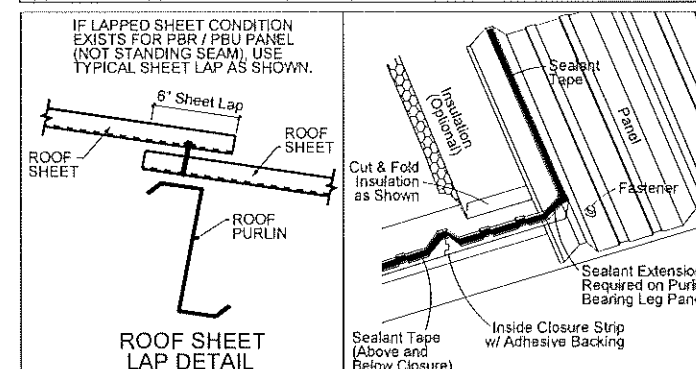 IF LAPPED SHEET CONDITION
EXISTS FOR PBR / PBU PANEL
(NOT STANDING SEAM), USE
TYPICAL SHEET LAP AS SHOWN.
6" Sheet Lap
ROOF
SHEET
ROOF
SHEET
ROOF
PURLIN
ROOF SHEET
LAP DETAIL
Sealant
Tape
Insulation
(Optional)
Panel
Cut & Fold
Insulation
as Shown
Fastener
Sealant Extension
Required on Purl
Bearing Leg Pan
Inside Closure Strip
w/ Adhesive Backing
Sealant Tape
(Above and
Below Closure)